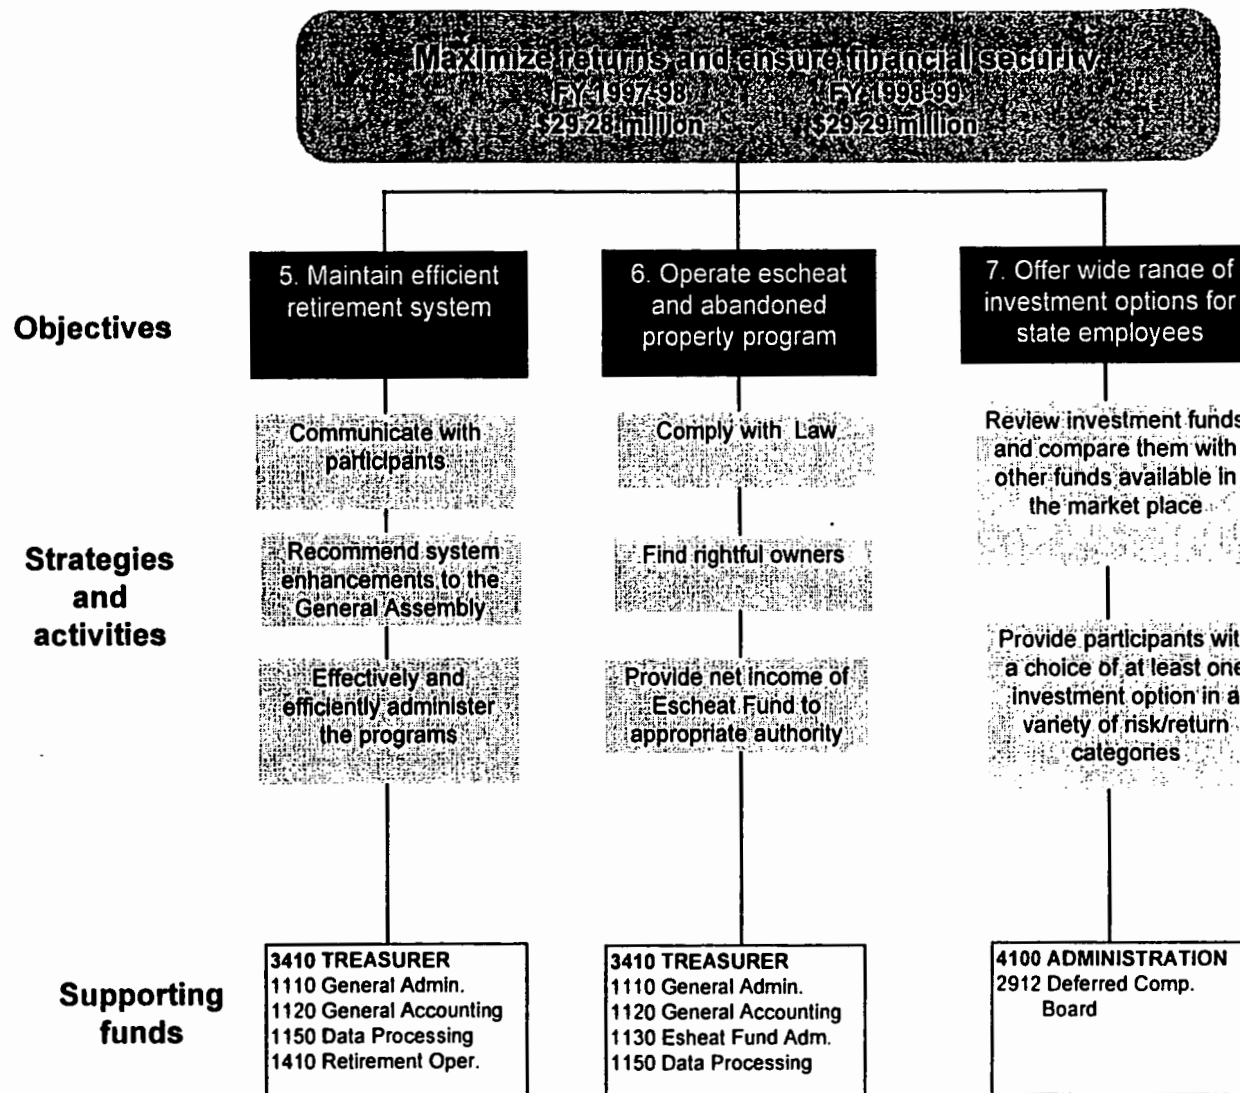 Maximize returns and ensure financial security
FY 1997-98 FY 1998-99
$29.28 million $29.29 million
Objectives
5. Maintain efficient
retirement system
6. Operate escheat
and abandoned
property program
7. Offer wide range of
investment options for
state employees
Strategies
and
activities
Communicate with
participants
Recommend system
enhancements to the
General Assembly
Effectively and
efficiently administer
the programs
Comply with Law
Find rightful owners
Provide net income of
Escheat Fund to
appropriate authority
Review investment funds
and compare them with
other funds available in
the market place
Provide participants wit
a choice of at least one
investment option in a
variety of risk/return
categories
Supporting
funds
3410 TREASURER
1110 General Admin.
1120 General Accounting
1150 Data Processing
1410 Retirement Oper.
3410 TREASURER
1110 General Admin.
1120 General Accounting
1130 Esheat Fund Adm.
1150 Data Processing
4100 ADMINISTRATION
2912 Deferred Comp.
Board